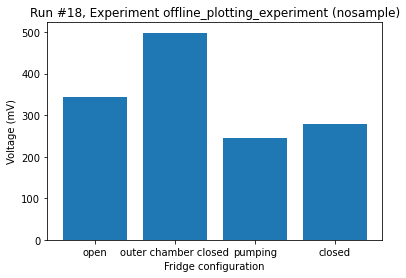 Run #18, Experiment offline_plotting_experiment (nosample)
500
400
300
200
100
0
Voltage (mV)
open outer chamber closed pumping closed
Fridge configuration